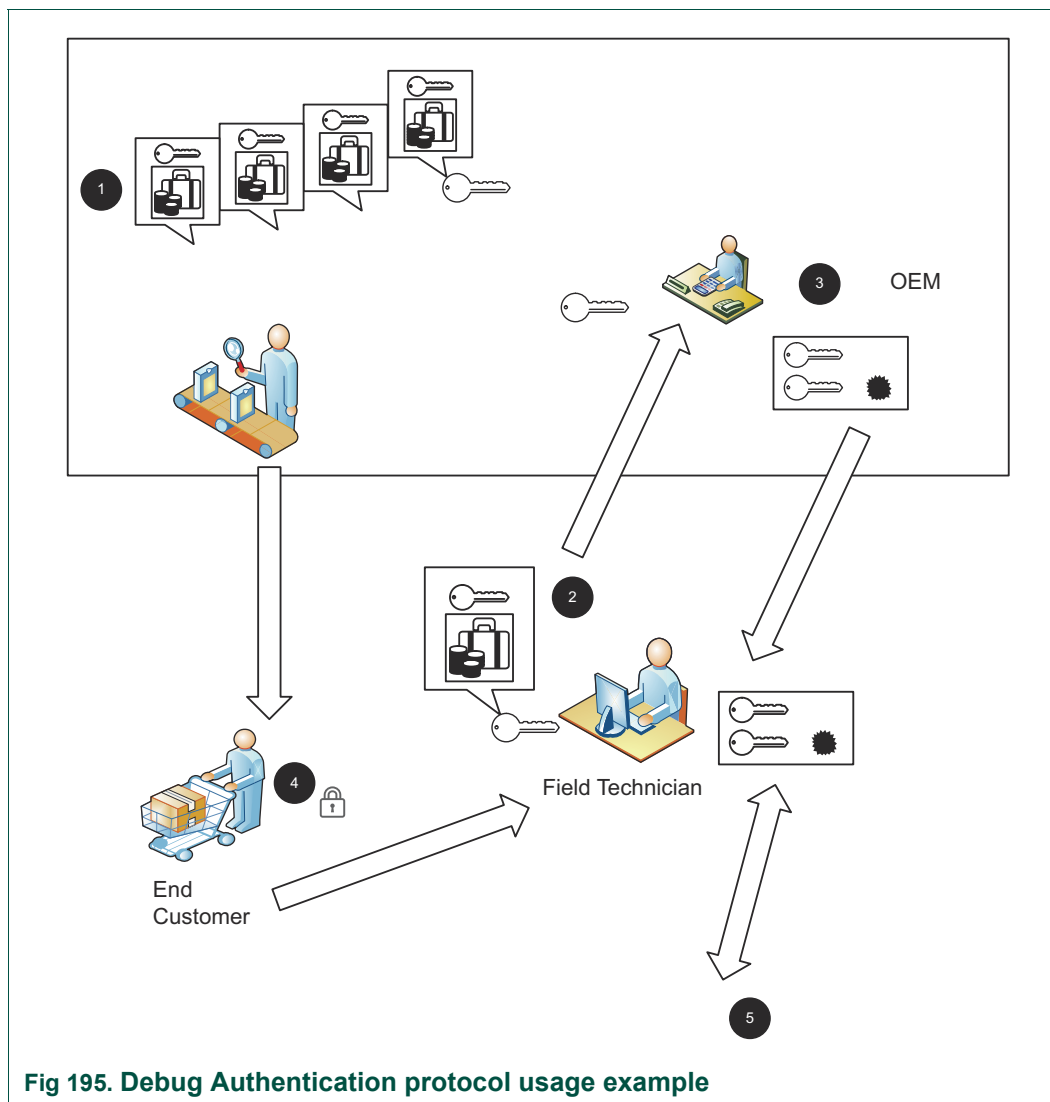 1
3
OEM
2
Field Technician
4
End
Customer
5
Fig 195. Debug Authentication protocol usage example